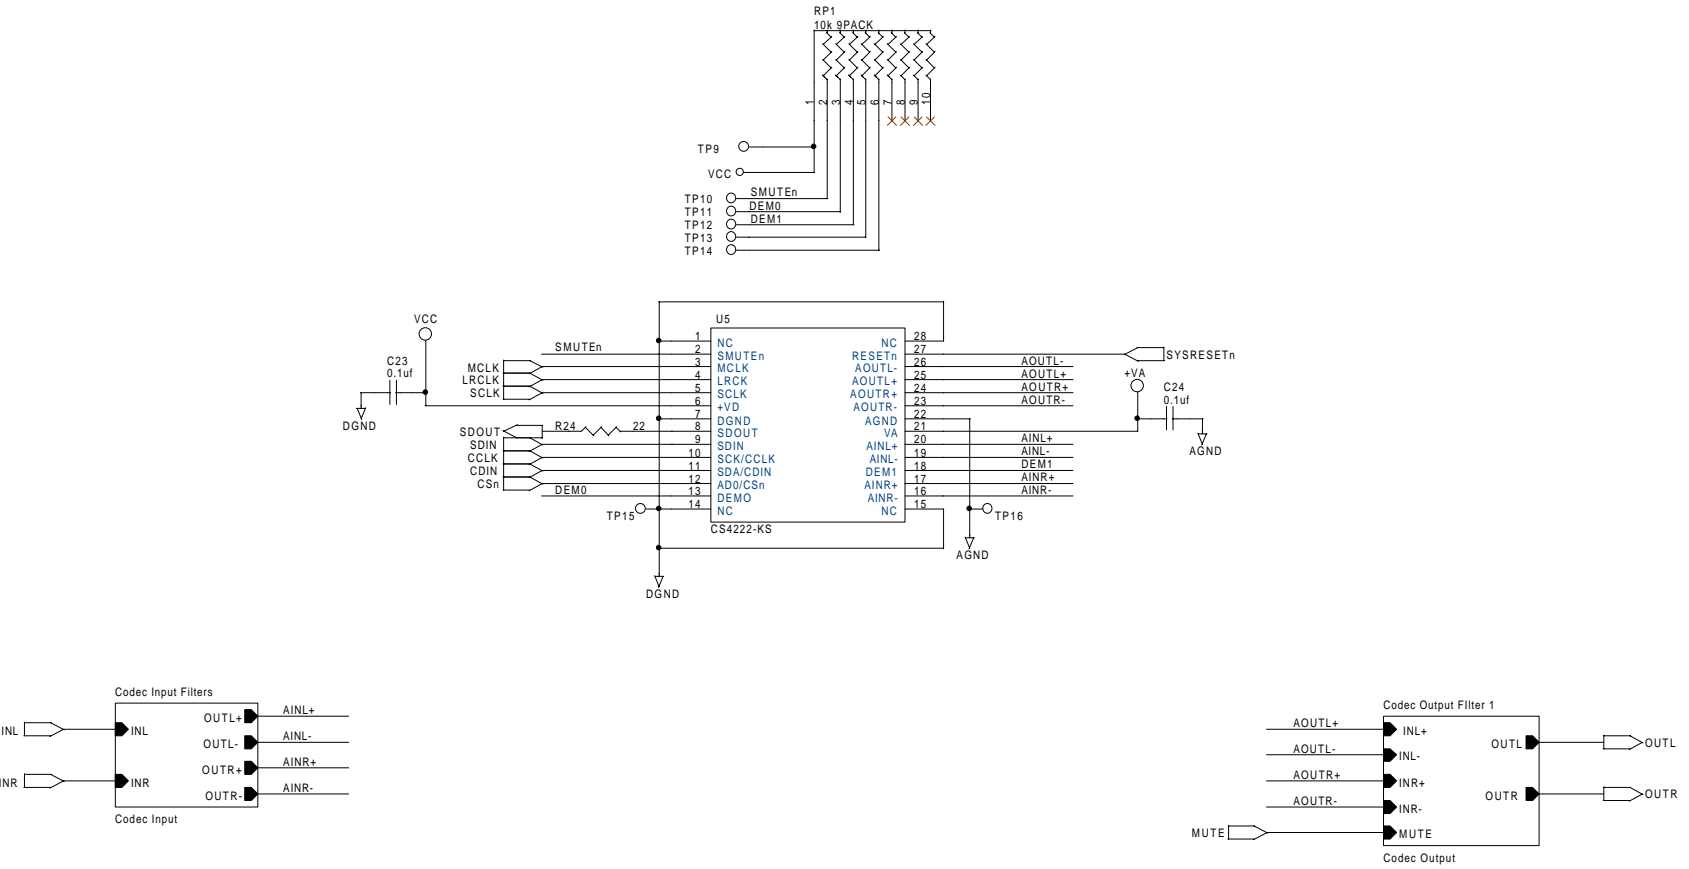 RP1
10k 9PACK
1 2 3 4 5 6 7 8 9 10
TP9
VCC
TP10 SMUTEn
TP11 DEM0
TP12 DEM1
TP13
TP14
U5
VCC
C23
0.1uf
DGND
SMUTEn
MCLK
LRCLK
SCLK
SDOUT R24 22
SDIN
CCLK
CDIN
CSn
DEM0
TP15
1 NC
2 SMUTEn
3 MCLK
4 LRCK
5 SCLK
6 +VD
7 DGND
8 SDOUT
9 SDIN
10 SCK/CCLK
11 SDA/CDIN
12 AD0/CSn
13 DEMO
14 NC
CS4222-KS
DGND
NC 28
RESETn 27
AOUTL- 26
AOUTL+ 25
AOUTR+ 24
AOUTR- 23
AGND 22
VA 21
AINL+ 20
AINL- 19
DEM1 18
AINR+ 17
AINR- 16
NC 15
SYSRESETn
AOUTL-
AOUTL+
AOUTR+
AOUTR-
+VA
C24
0.1uf
AGND
AINL+
AINL-
DEM1
AINR+
AINR-
TP16
AGND
Codec Input Filters
INL INL OUTL+ AINL+
OUTL- AINL-
OUTR+ AINR+
INR INR
OUTR- AINR-
Codec Input
Codec Output FIlter 1
AOUTL+ INL+
OUTL OUTL
AOUTL- INL-
AOUTR+ INR+
OUTR OUTR
AOUTR- INR-
MUTE MUTE
Codec Output